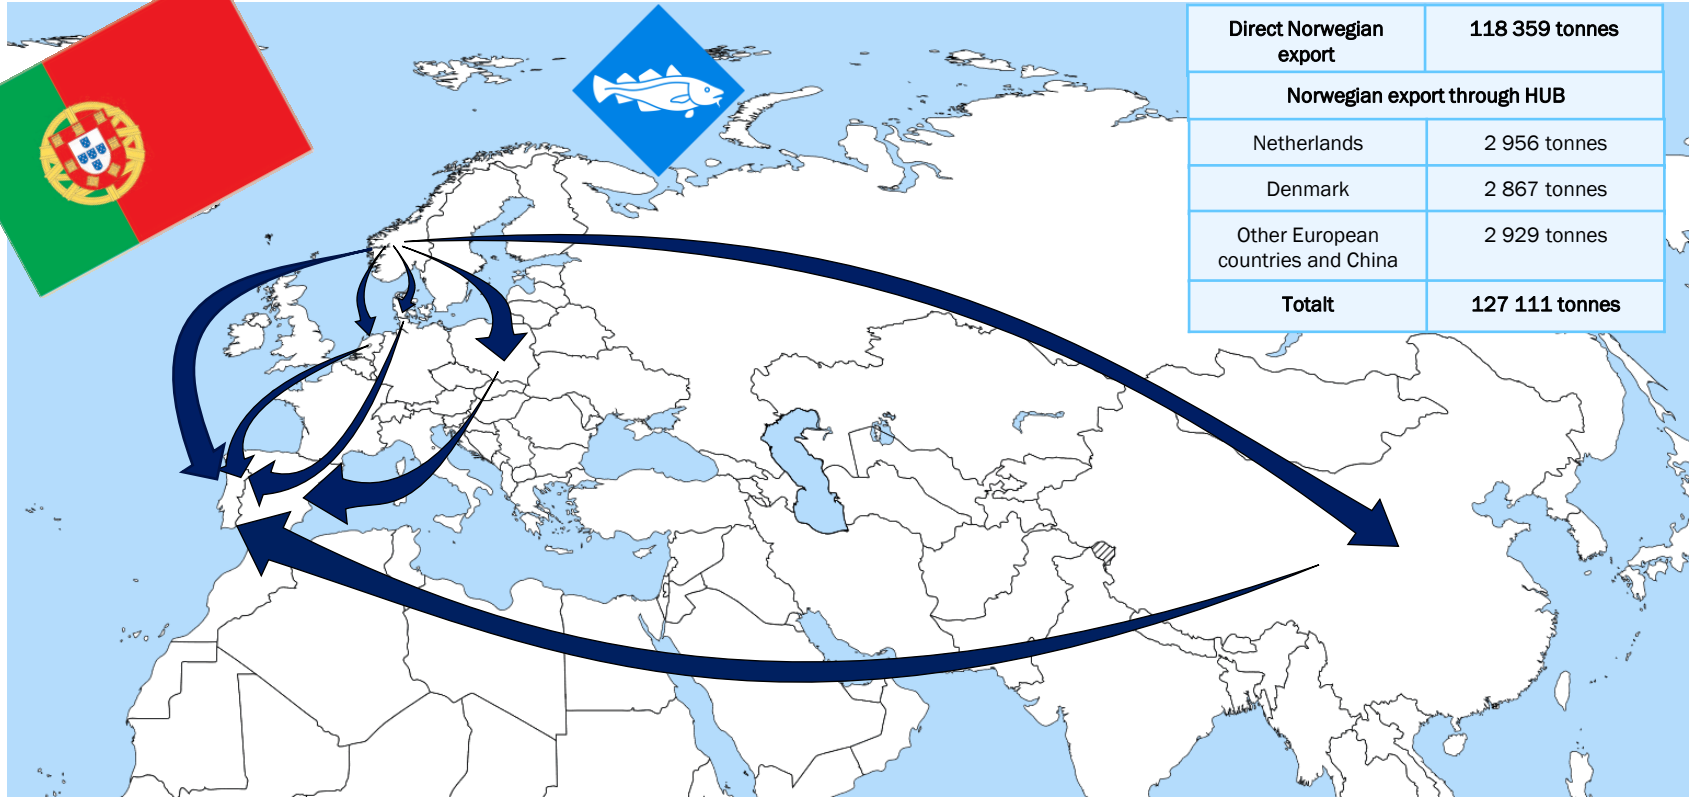 Direct Norwegian
export
118 359 tonnes
Norwegian export through HUB
Netherlands
2 956 tonnes
Denmark
2 867 tonnes
Other European
countries and China
2 929 tonnes
Totalt
127 111 tonnes